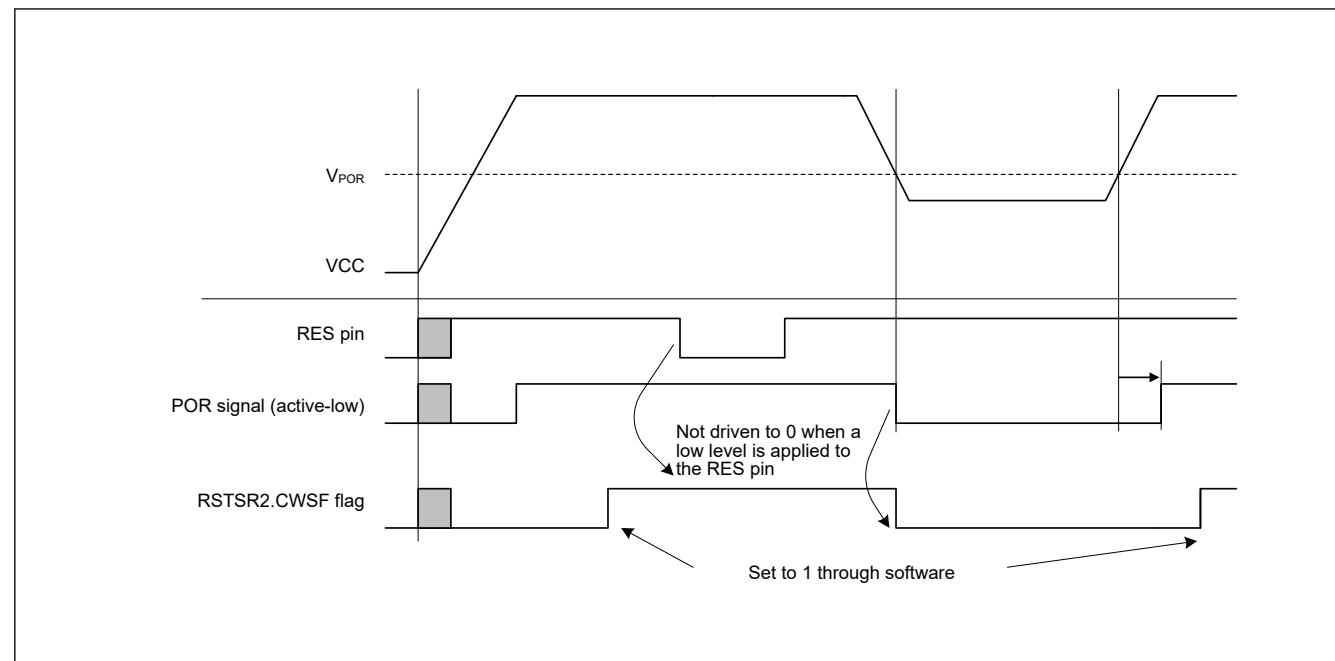 VPOR
VCC
RES pin
POR signal (active-low)
Not driven to 0 when a
low level is applied to
the RES pin
RSTSR2.CWSF flag
Set to 1 through software